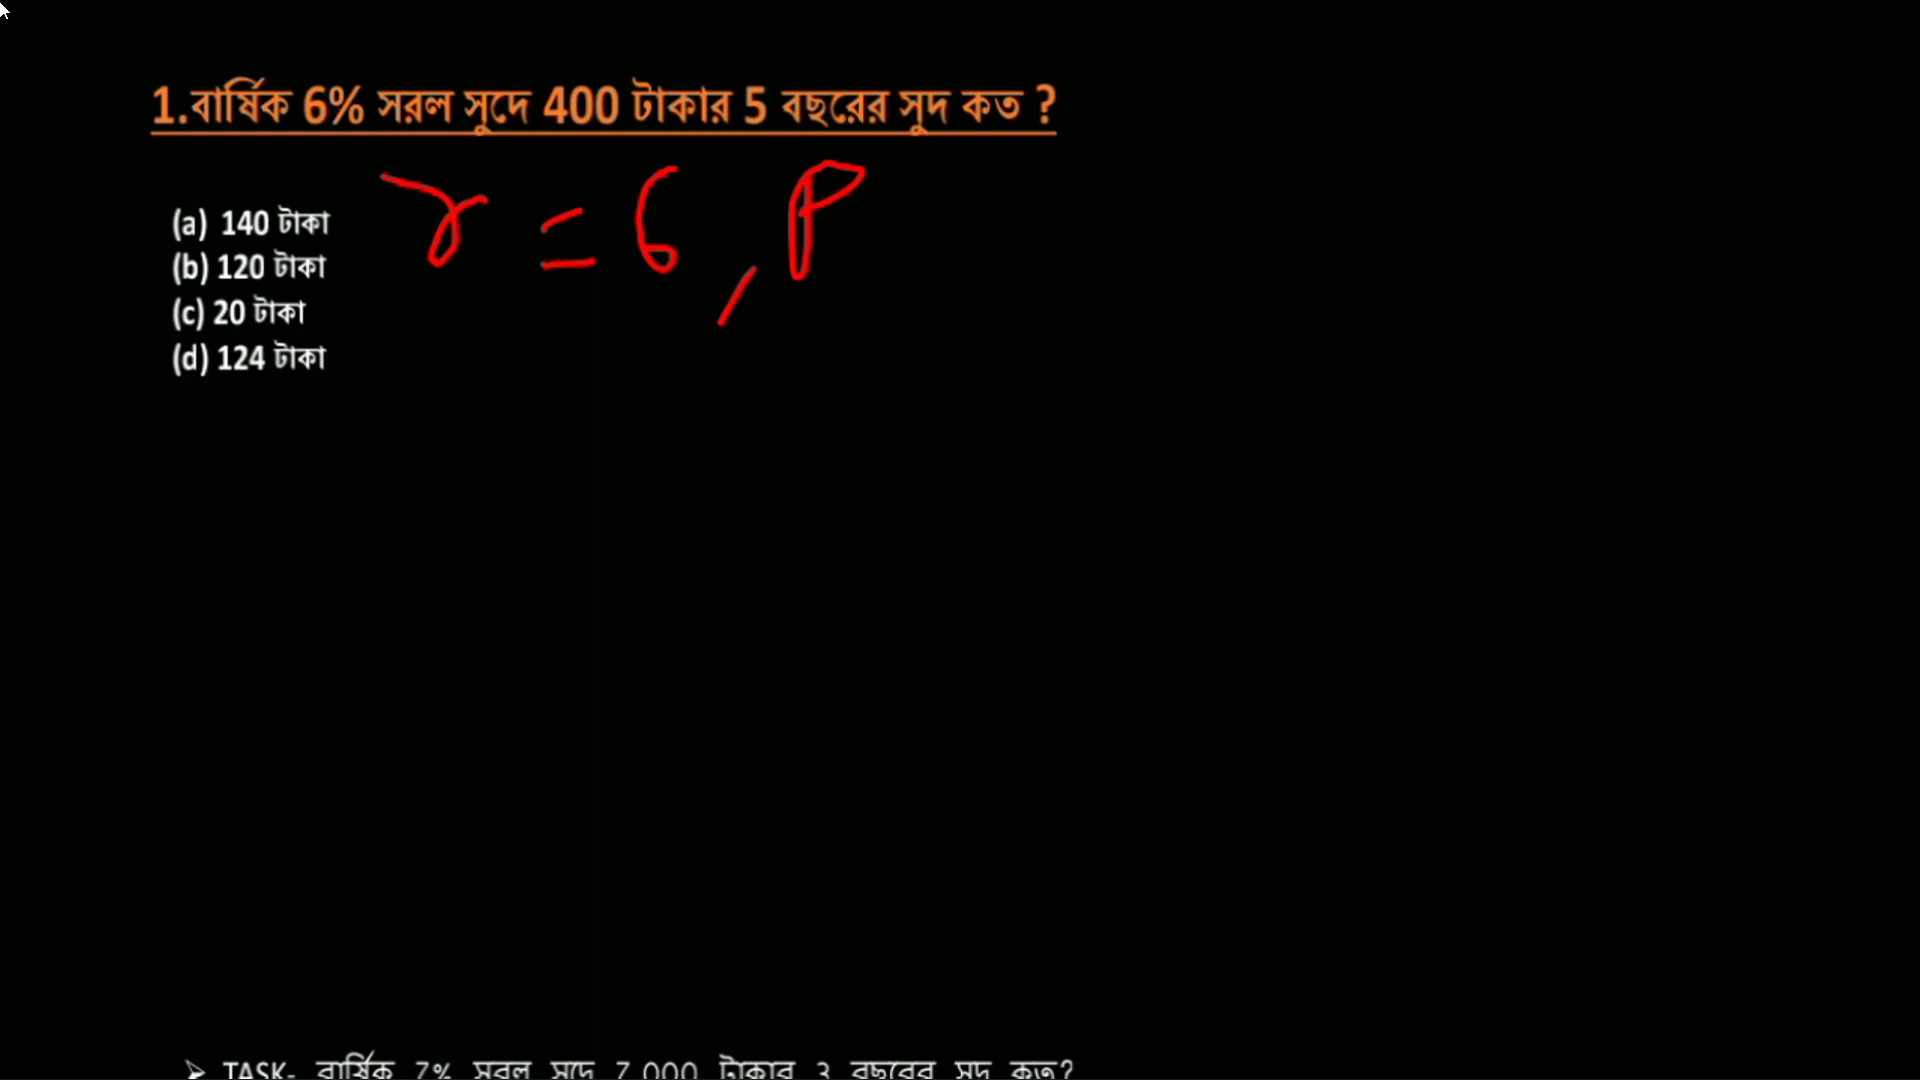 1.বার্ষিক 6% সরল সুদে 400 টাকার 5 বছরের সুদ কত ?
r = 6, P
(a) 140 টাকা
(b) 120 টাকা
(c) 20 টাকা
(d) 124 টাকা
➢ TASK- বার্ষিক 7% সরল সুদে 7,000 টাকার 3 বছরের সুদ কত?